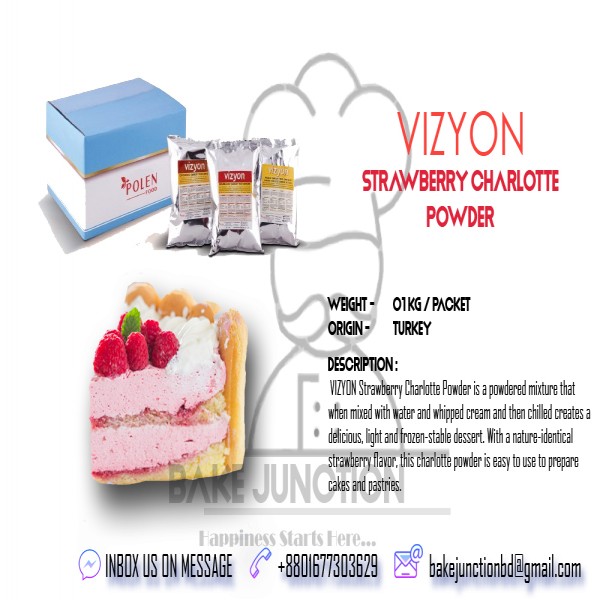 VIZYON
STRAWBERRY CHARLOTTE
POWDER
POLEN
FOOD
vizyon
vizyon
vizyon
WEIGHT - 01 KG / PACKET
ORIGIN - TURKEY
DESCRIPTION :
VIZYON Strawberry Charlotte Powder is a powdered mixture that
when mixed with water and whipped cream and then chilled creates a
delicious, light and frozen-stable dessert. With a nature-identical
strawberry flavor, this charlotte powder is easy to use to prepare
cakes and pastries.
BAKE JUNCTION
Happiness Starts Here...
INBOX US ON MESSAGE +8801677303629 bakejunctionbd@gmail.com